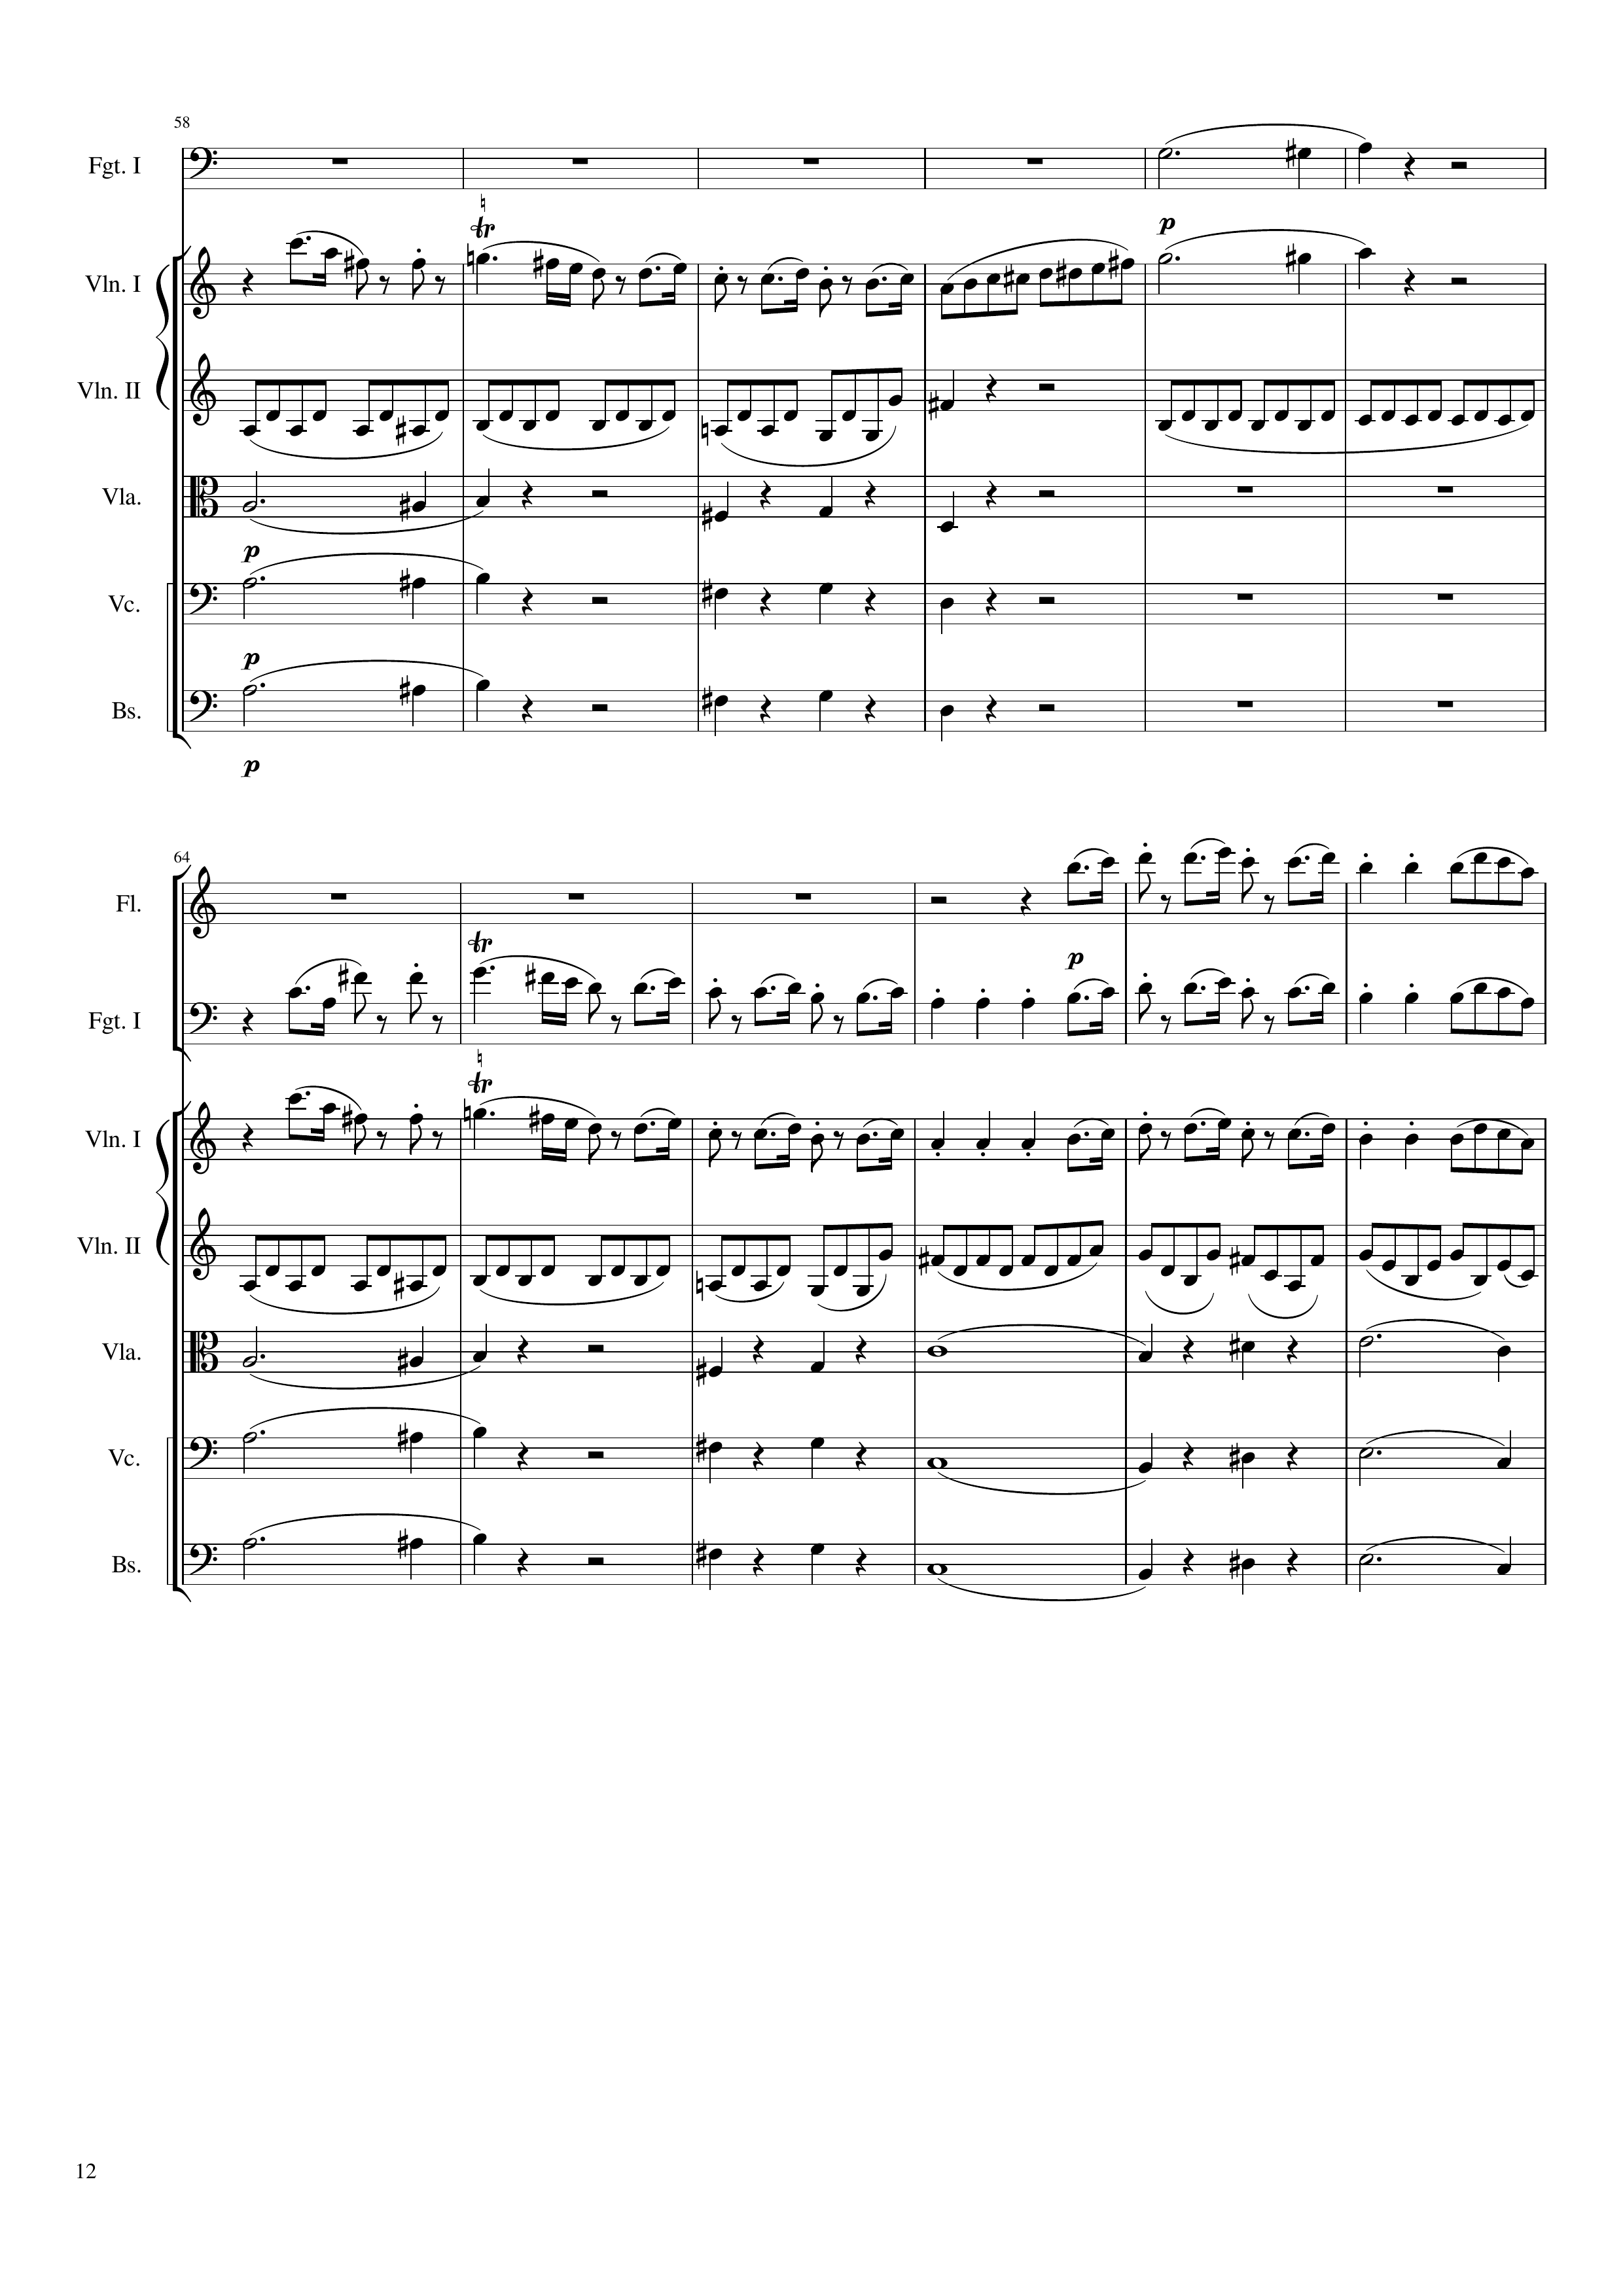 58
Fgt. I
tr
p
Vln. I
Vln. II
Vla.
p
Vc.
p
Bs.
p
64
Fl.
p
tr
Fgt. I
tr
Vln. I
Vln. II
Vla.
Vc.
Bs.
12